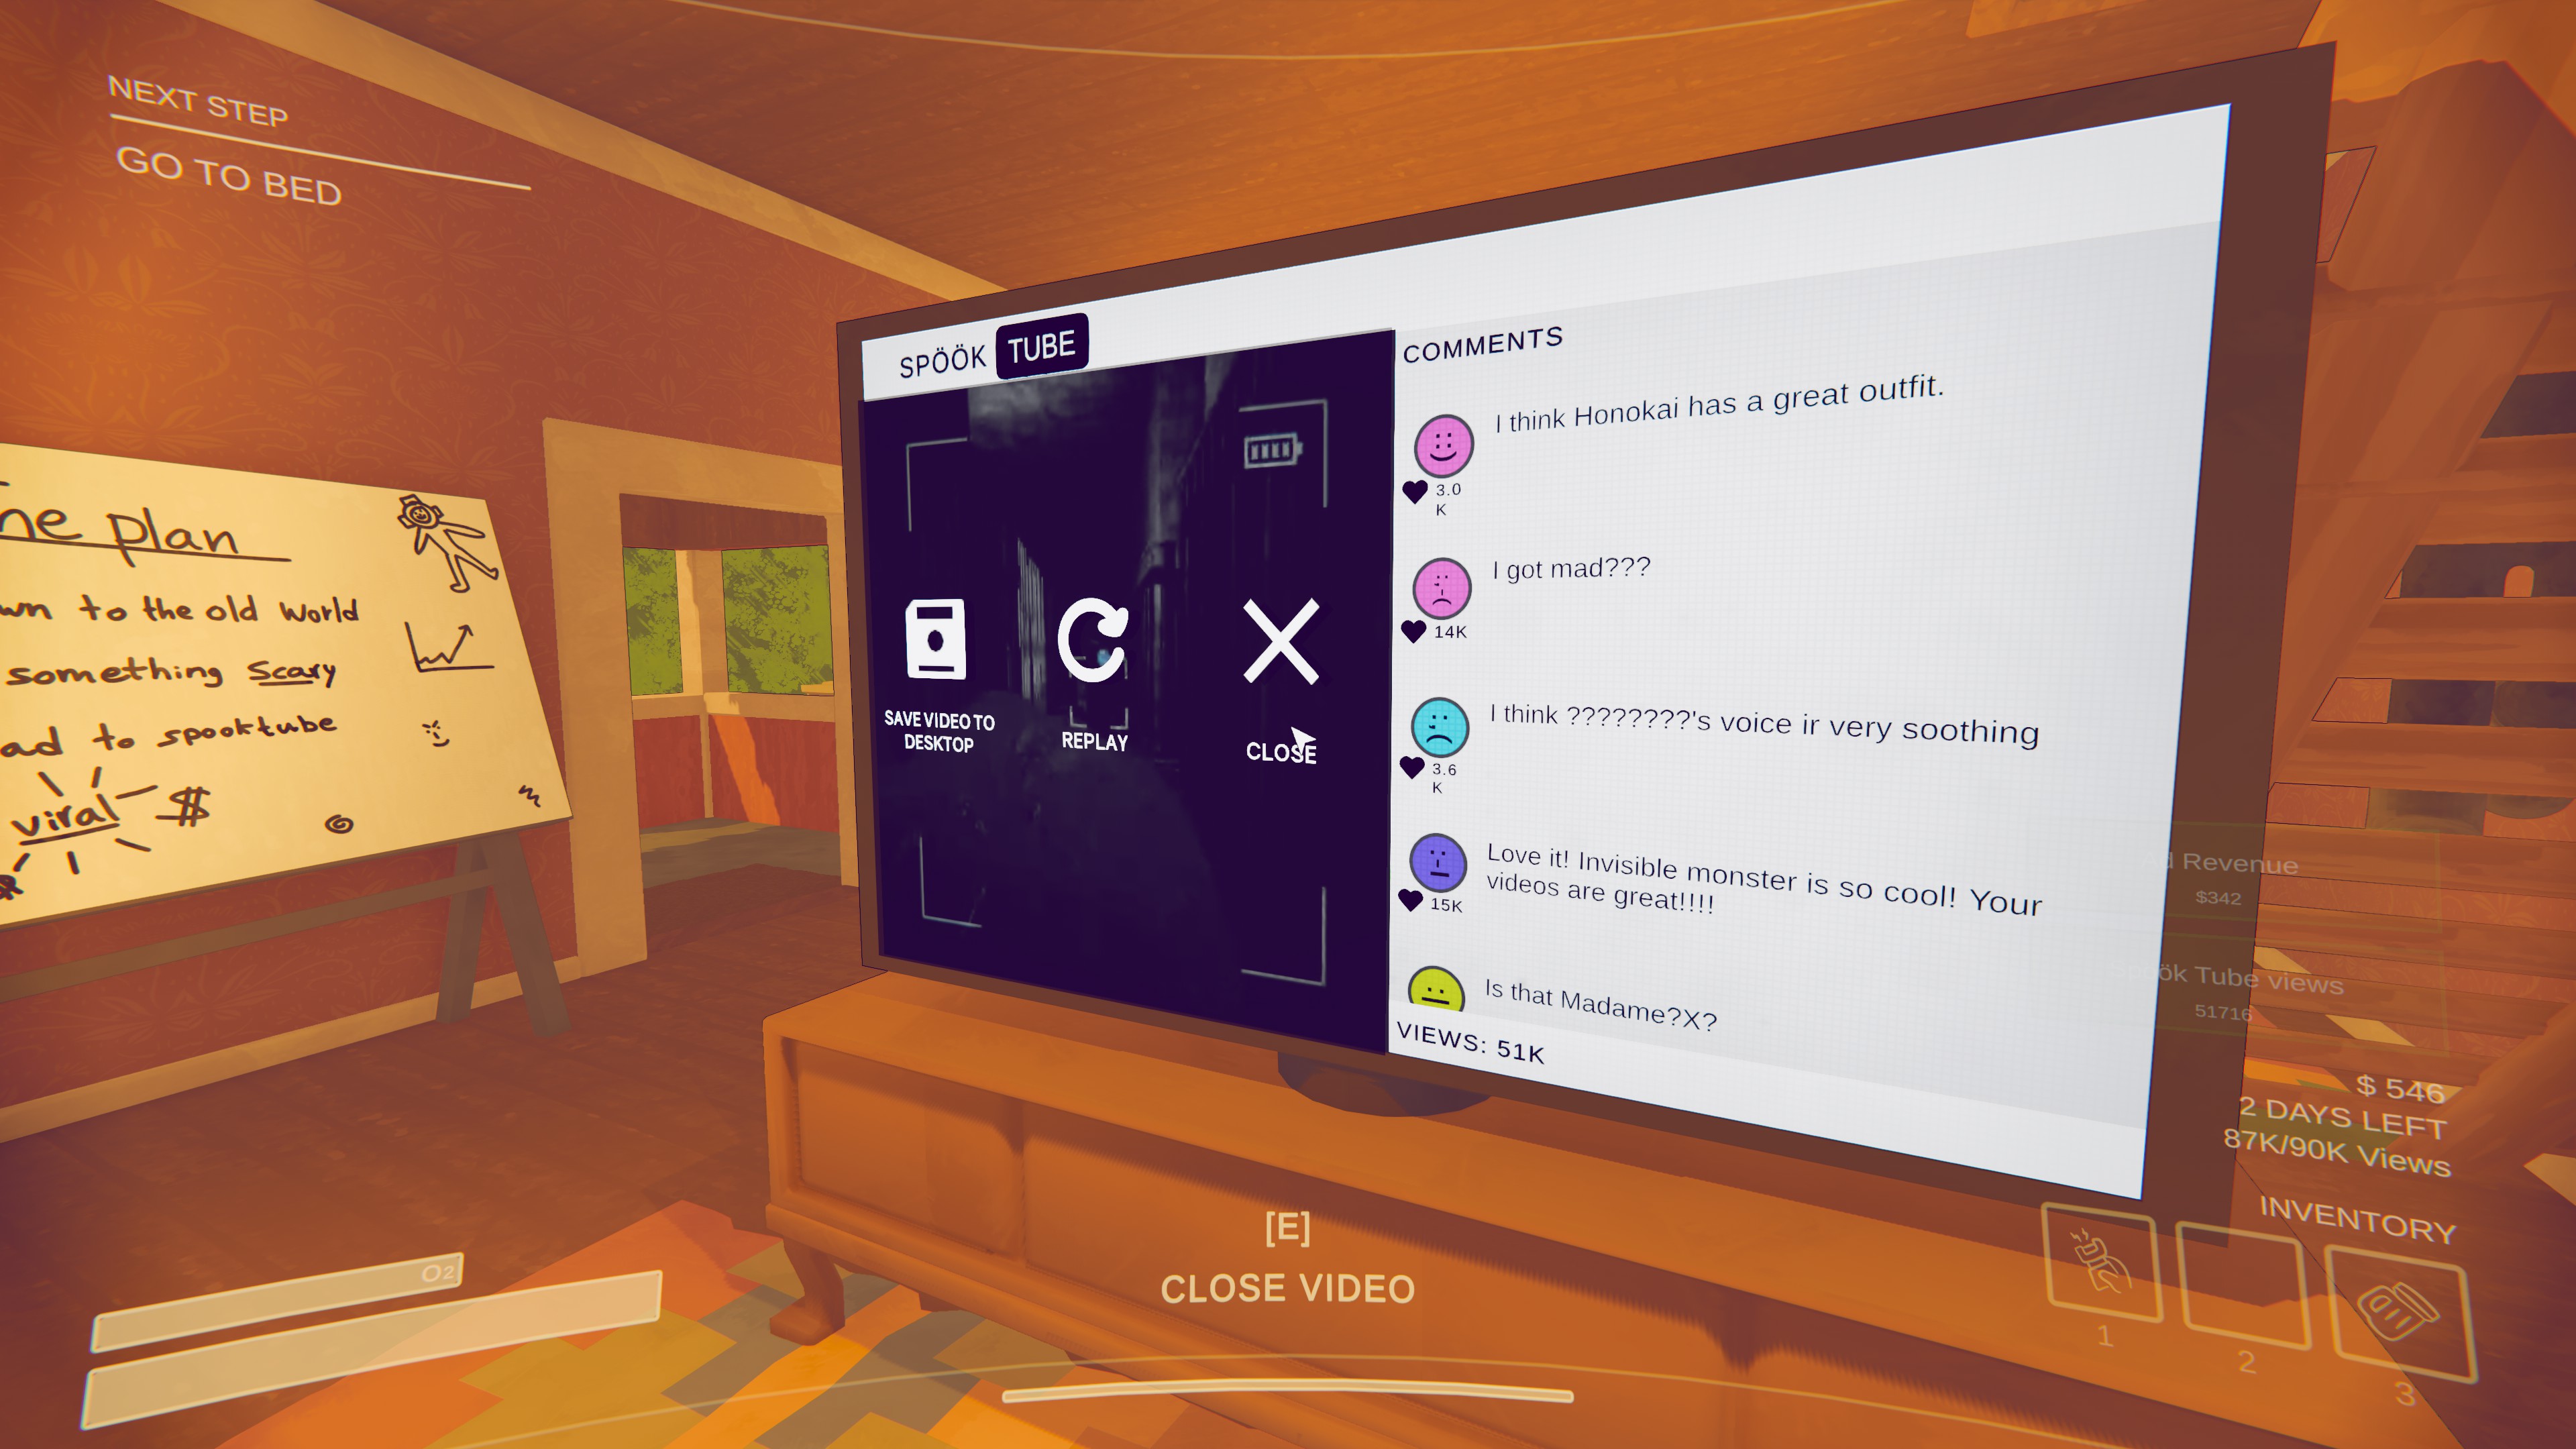 NEXT STEP
GO TO BED
ne plan
wn to the old world
something scary
ad to spooktube
viral $
SPÖÖK TUBE
SAVE VIDEO TO
DESKTOP
REPLAY
CLOSE
COMMENTS
I think Honokai has a great outfit.
3.0
K
I got mad???
14K
I think ????????'s voice ir very soothing
3.6
K
Love it! Invisible monster is so cool! Your
videos are great!!!!
15K
Is that Madame?X?
VIEWS: 51K
d Revenue
$342
ök Tube views
51716
$ 546
2 DAYS LEFT
87K/90K Views
INVENTORY
1
2
3
O2
[E]
CLOSE VIDEO